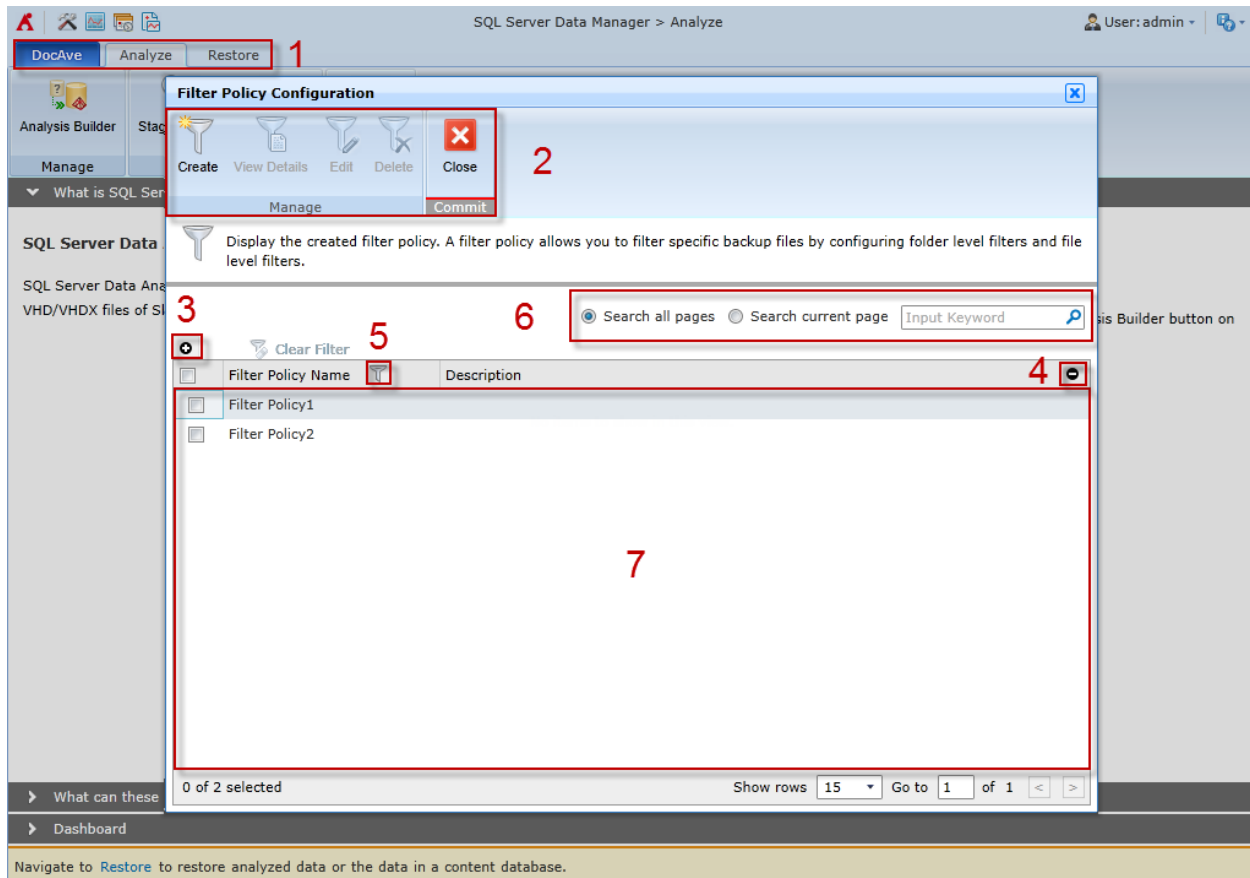 SQL Server Data Manager > Analyze
User: admin
DocAve Analyze Restore 1
Filter Policy Configuration
Analysis Builder
Manage
Create View Details Edit Delete Close
Manage Commit
2
What is SQL Ser
SQL Server Data
Display the created filter policy. A filter policy allows you to filter specific backup files by configuring folder level filters and file
level filters.
SQL Server Data Ana
VHD/VHDX files of
sis Builder button on
3
6
Search all pages Search current page Input Keyword
5
Clear Filter
Filter Policy Name Description
4
Filter Policy1
Filter Policy2
7
0 of 2 selected Show rows 15 Go to 1 of 1 < >
What can these
Dashboard
Navigate to Restore to restore analyzed data or the data in a content database.